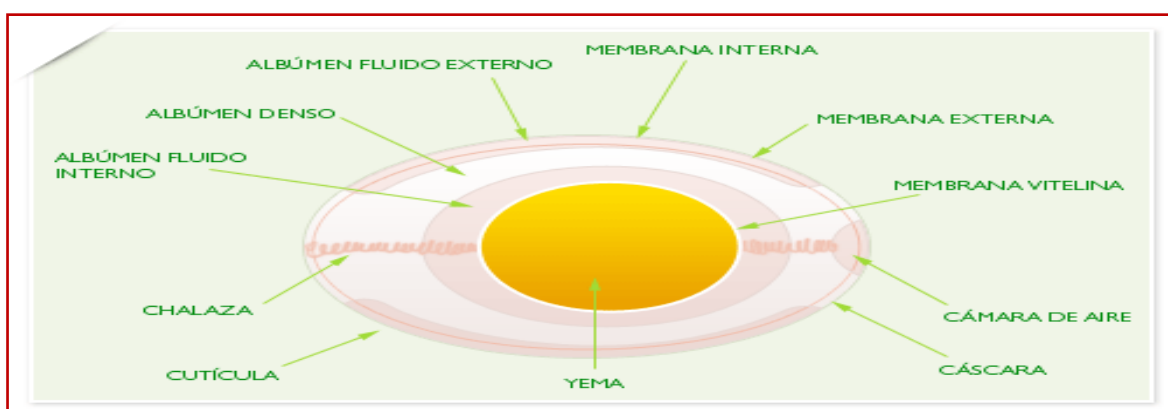 MEMBRANA INTERNA
ALBÚMEN FLUIDO EXTERNO
ALBÚMEN DENSO
MEMBRANA EXTERNA
ALBÚMEN FLUIDO
INTERNO
MEMBRANA VITELINA
CHALAZA
CÁMARA DE AIRE
CUTÍCULA
YEMA
CÁSCARA